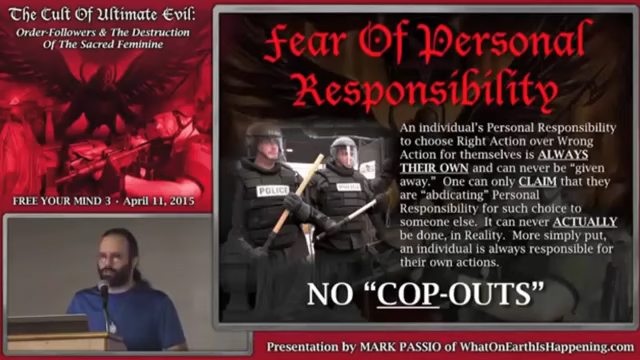 The Cult Of Ultimate Evil:
Order-Followers & The Destruction
Of The Sacred Feminine
FREE YOUR MIND 3 - April 11, 2015
Fear Of Personal
Responsibility
An individual's Personal Responsibility
to choose Right Action over Wrong
Action for themselves is ALWAYS
THEIR OWN and can never be "given
away." One can only CLAIM that they
are "abdicating" Personal
Responsibility for such choice to
someone else. It can never ACTUALLY
be done, in Reality. More simply put,
an individual is always responsible for
their own actions.
POLICE
NO "COP-OUTS"
Presentation by MARK PASSIO of WhatOnEarthIsHappening.com